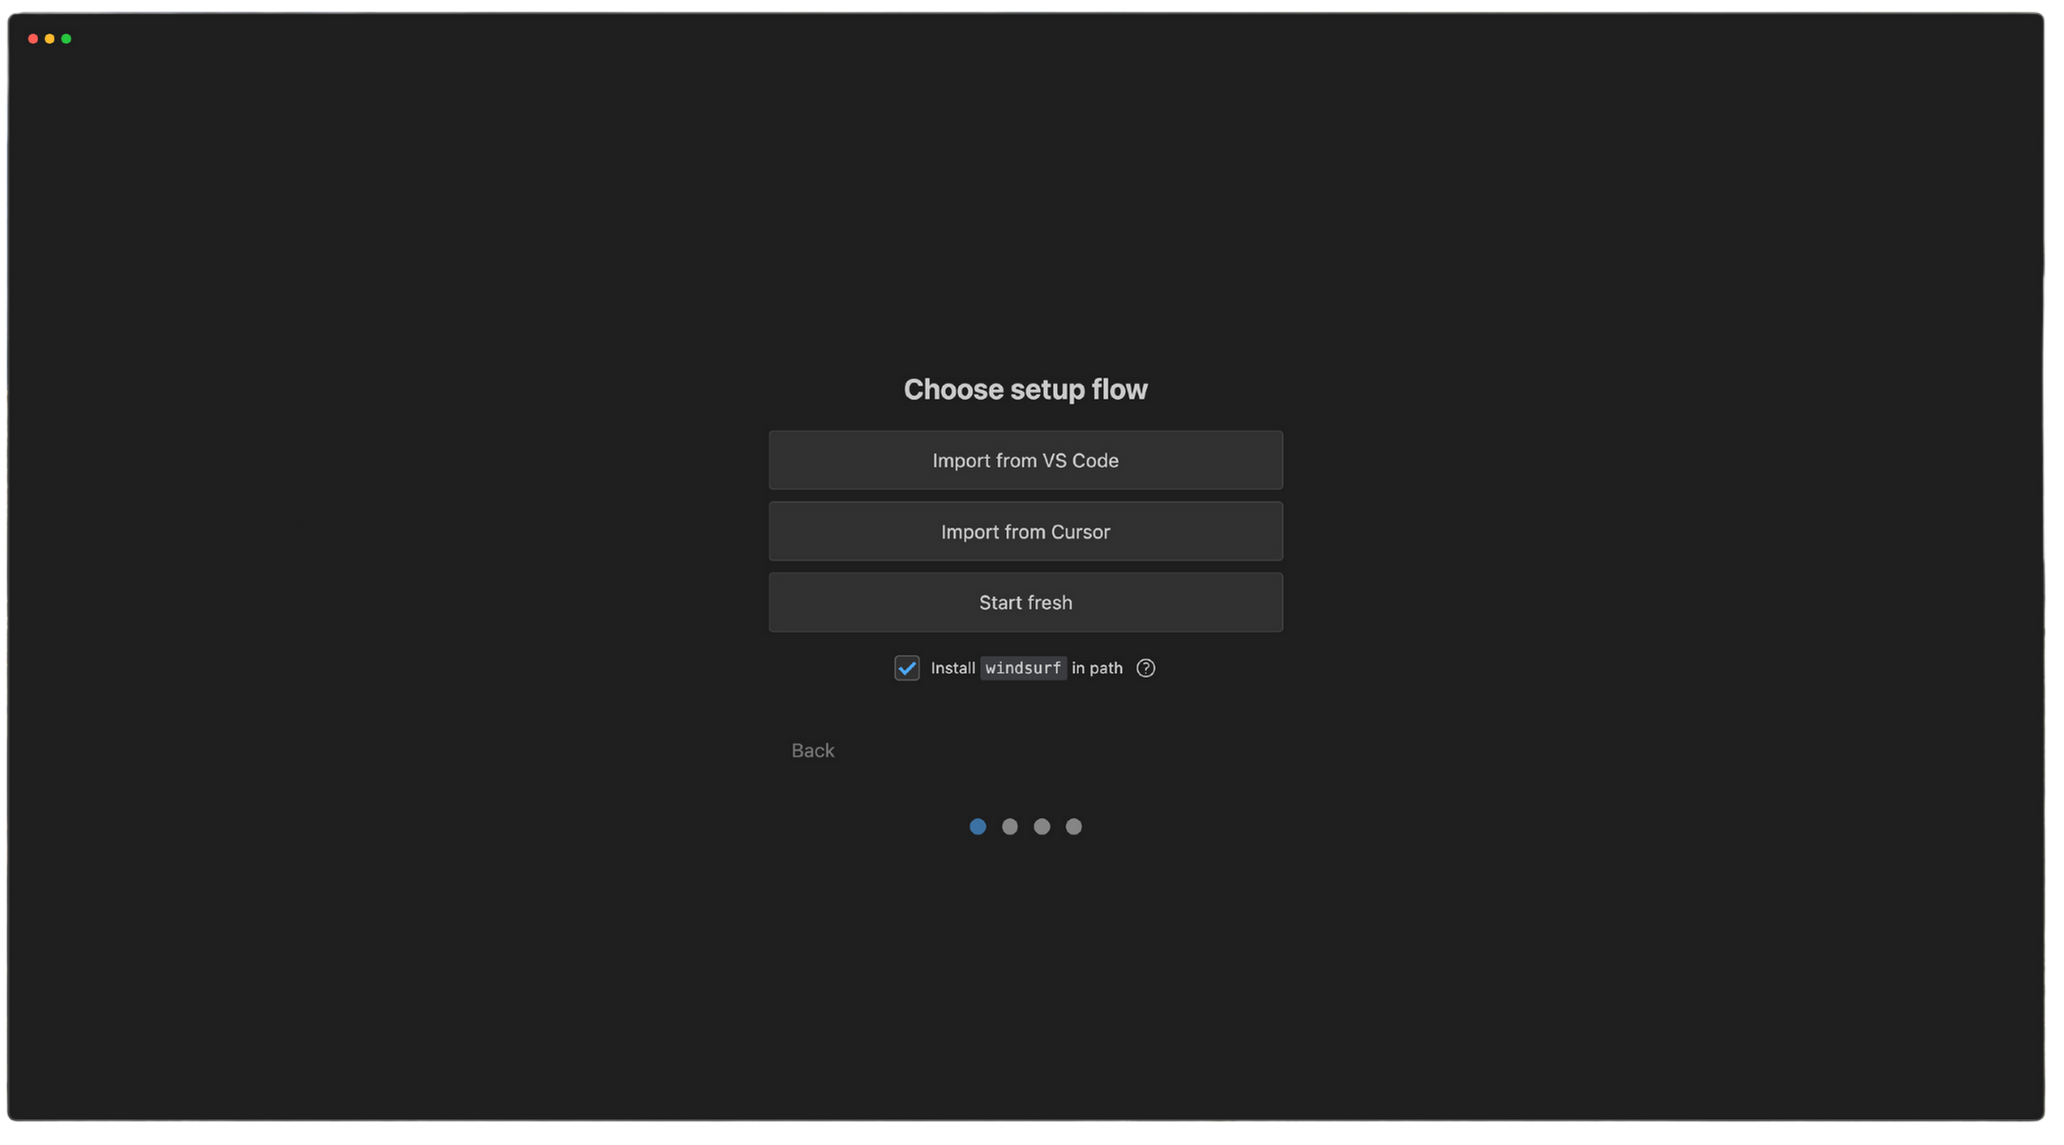 Choose setup flow
Import from VS Code
Import from Cursor
Start fresh
Install windsurf in path
Back